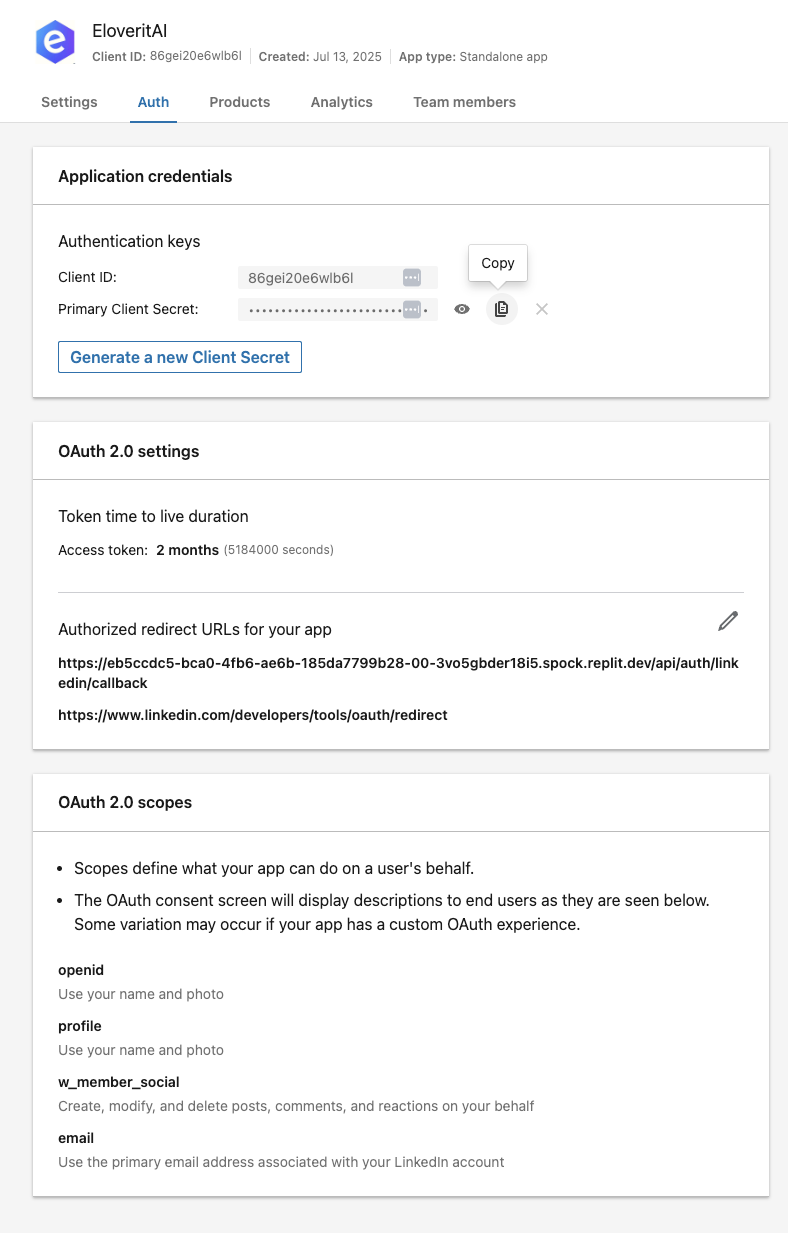 EloveritAI
Client ID: 86gei20e6wlb6l Created: Jul 13, 2025 App type: Standalone app
Settings Auth Products Analytics Team members
Application credentials
Authentication keys
Copy
Client ID: 86gei20e6wlb6l
Primary Client Secret: ••••••••••••••••••••••••••
Generate a new Client Secret
OAuth 2.0 settings
Token time to live duration
Access token: 2 months (5184000 seconds)
Authorized redirect URLs for your app
https://eb5ccdc5-bca0-4fb6-ae6b-185da7799b28-00-3vo5gbder18i5.spock.replit.dev/api/auth/link
edin/callback
https://www.linkedin.com/developers/tools/oauth/redirect
OAuth 2.0 scopes
• Scopes define what your app can do on a user's behalf.
• The OAuth consent screen will display descriptions to end users as they are seen below.
Some variation may occur if your app has a custom OAuth experience.
openid
Use your name and photo
profile
Use your name and photo
w_member_social
Create, modify, and delete posts, comments, and reactions on your behalf
email
Use the primary email address associated with your LinkedIn account